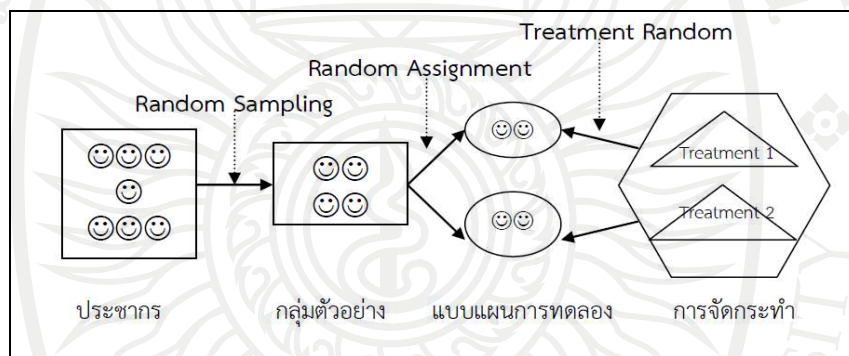 Treatment Random
Random Assignment
Random Sampling
Treatment 1
Treatment 2
ประชากร
กลุ่มตัวอย่าง
แบบแผนการทดลอง
การจัดกระทำ